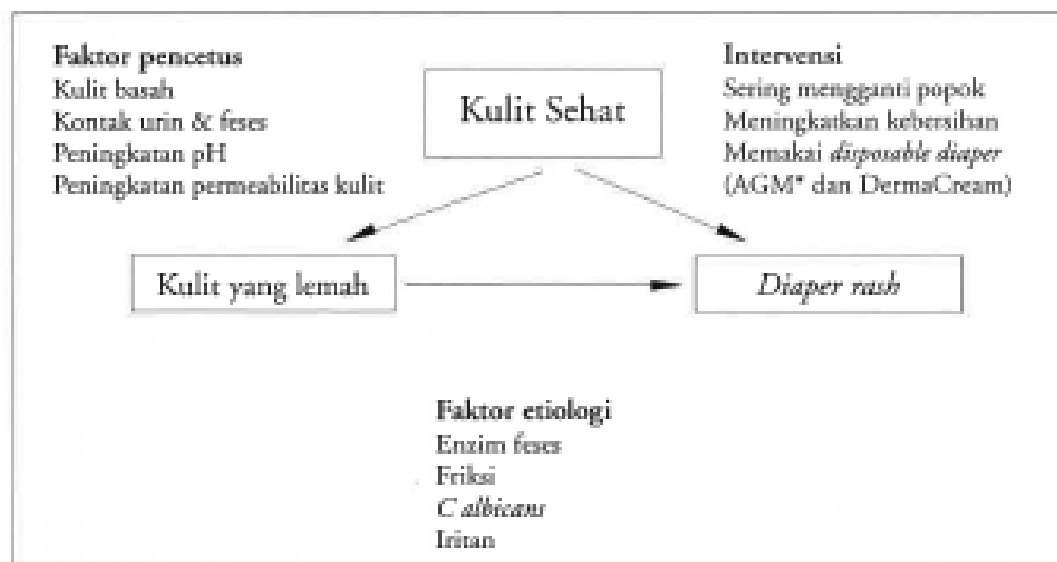 Faktor pencetus
Kulit basah
Kontak urin & feses
Peningkatan pH
Peningkatan permeabilitas kulit
Kulit Sehat
Intervensi
Sering mengganti popok
Meningkatkan kebersihan
Memakai disposable diaper
(AGM* dan DermaCream)
Kulit yang lemah
Diaper rash
Faktor etiologi
Enzim feses
Friksi
C albicans
Iritan